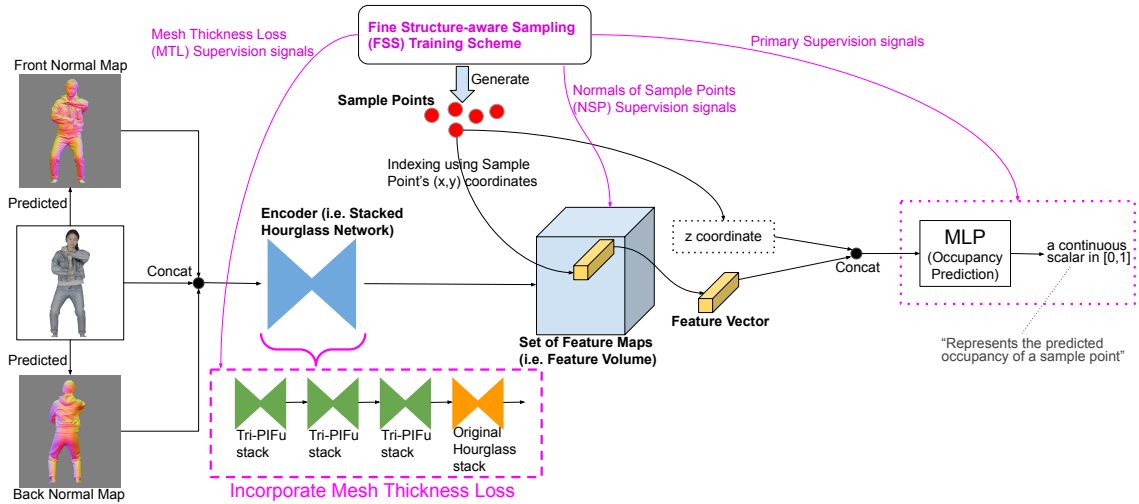 Mesh Thickness Loss
(MTL) Supervision signals
Fine Structure-aware Sampling
(FSS) Training Scheme
Primary Supervision signals
Front Normal Map
Generate
Sample Points
Normals of Sample Points
(NSP) Supervision signals
Indexing using Sample
Point's (x,y) coordinates
Predicted
Encoder (i.e. Stacked
Hourglass Network)
Concat
z coordinate
Concat
MLP
(Occupancy
Prediction)
a continuous
scalar in [0,1]
Feature Vector
Set of Feature Maps
(i.e. Feature Volume)
"Represents the predicted
occupancy of a sample point"
Predicted
Tri-PIFu
stack
Tri-PIFu
stack
Tri-PIFu
stack
Original
Hourglass
stack
Back Normal Map
Incorporate Mesh Thickness Loss